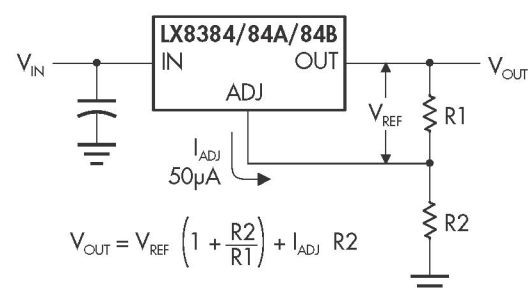 LX8384/84A/84B
V_IN
IN
OUT
V_OUT
ADJ
V_REF
R1
I_ADJ
50µA
R2
V_OUT = V_REF (1 + R2/R1) + I_ADJ R2